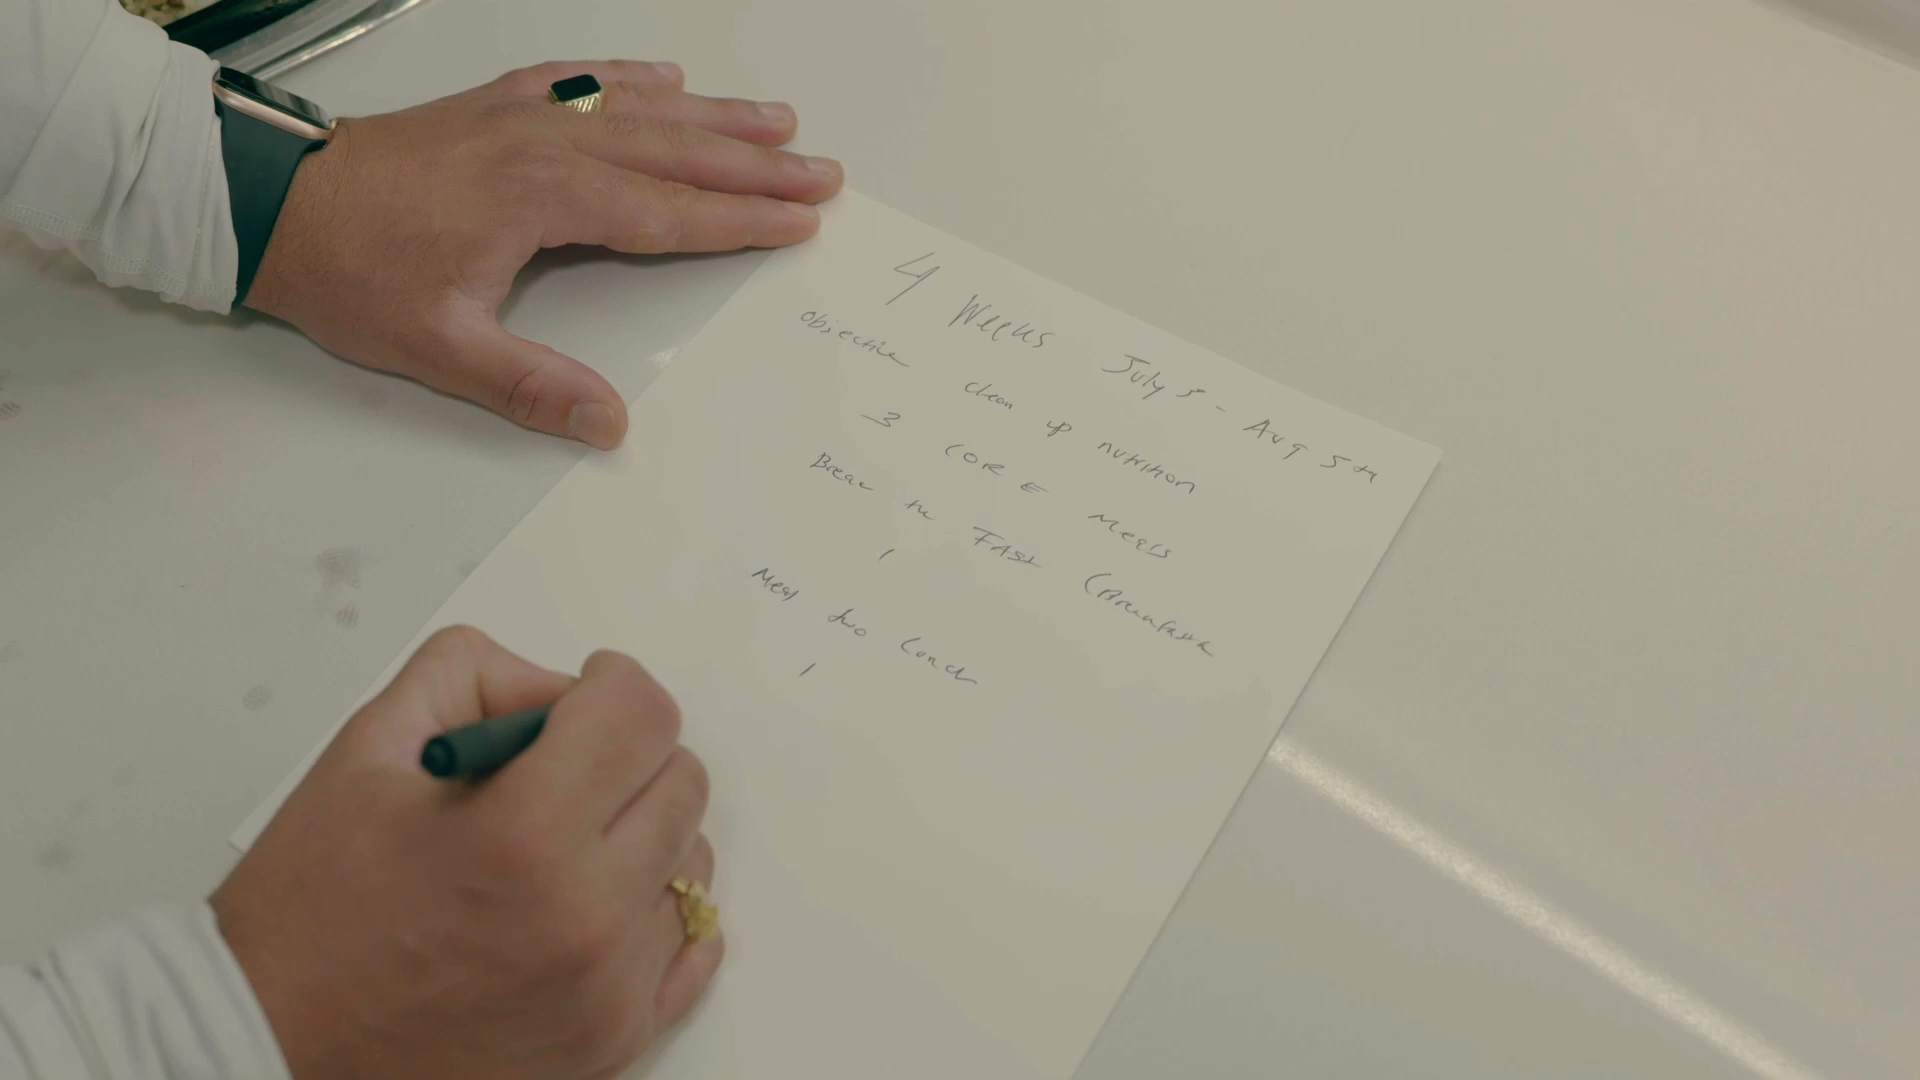 4 Weeks July 5 - Aug 5th
Objective clean up nutrition
3 CORE Meals
Break the FAST (Breakfast
1
Meal two Lunch
1